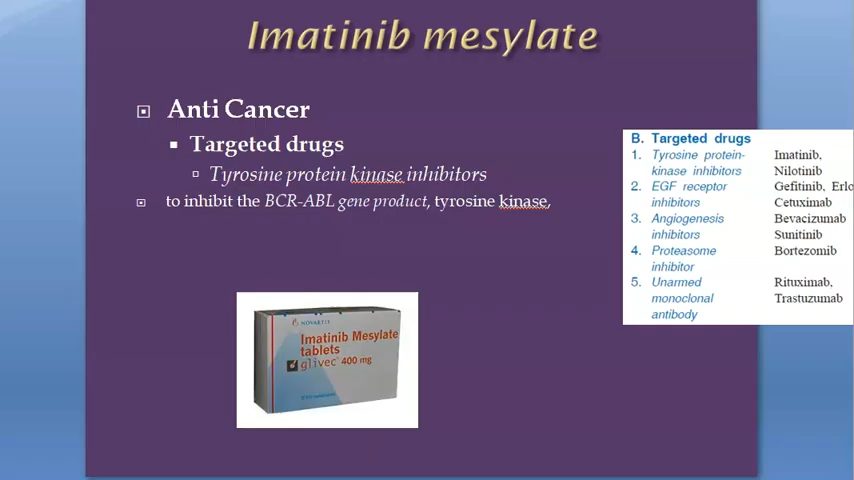 Imatinib mesylate
Anti Cancer
Targeted drugs
Tyrosine protein kinase inhibitors
to inhibit the BCR-ABL gene product, tyrosine kinase,
B. Targeted drugs
1. Tyrosine protein- Imatinib,
kinase inhibitors Nilotinib
2. EGF receptor Gefitinib, Erlo
inhibitors Cetuximab
3. Angiogenesis Bevacizumab
inhibitors Sunitinib
4. Proteasome Bortezomib
inhibitor
5. Unarmed Rituximab,
monoclonal Trastuzumab
antibody
NOVARTIS
Imatinib Mesylate
tablets
glivec 400 mg